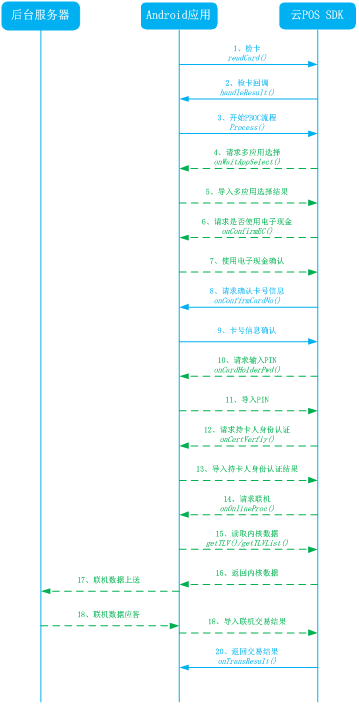 后台服务器
Android应用
云POS SDK
1、检卡
readCard()
2、检卡回调
handleResult()
3、开始PBOC流程
Process()
4、请求多应用选择
onWaitAppSelect()
5、导入多应用选择结果
6、请求是否使用电子现金
onConfirmEC()
7、使用电子现金确认
8、请求确认卡号信息
onConfirmCardNo()
9、卡号信息确认
10、请求输入PIN
onCardHolderPwd()
11、导入PIN
12、请求持卡人身份认证
onCertVerfiy()
13、导入持卡人身份认证结果
14、请求联机
onOnlineProc()
15、读取内核数据
getTLV()/getTLVList()
16、返回内核数据
17、联机数据上送
18、联机数据应答
18、导入联机交易结果
20、返回交易结果
onTransResult()